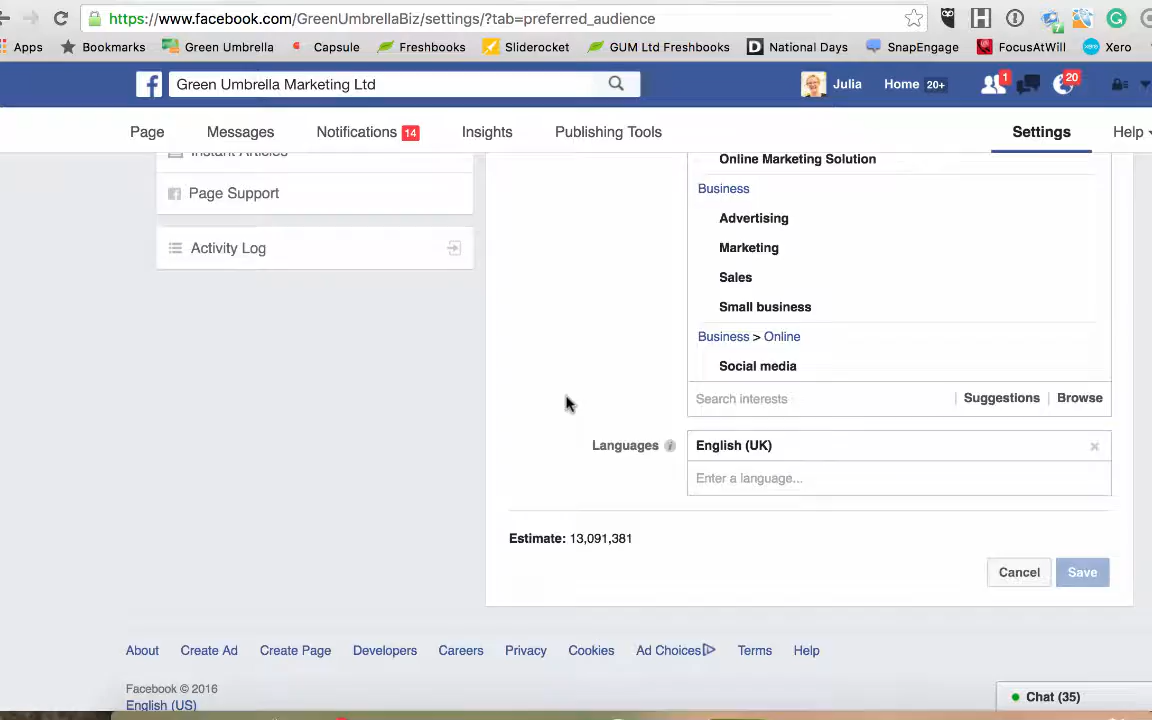 https://www.facebook.com/GreenUmbrellaBiz/settings/?tab=preferred_audience
Apps Bookmarks Green Umbrella Capsule Freshbooks Sliderocket GUM Ltd Freshbooks National Days SnapEngage FocusAtWill Xero
Green Umbrella Marketing Ltd Julia Home 20+ 1 20
Page Messages Notifications 14 Insights Publishing Tools Settings Help
Instant Articles
Online Marketing Solution
Page Support
Business
Activity Log
Advertising
Marketing
Sales
Small business
Business > Online
Social media
Search interests | Suggestions | Browse
Languages English (UK)
Enter a language...
Estimate: 13,091,381
Cancel Save
About Create Ad Create Page Developers Careers Privacy Cookies Ad Choices Terms Help
Facebook © 2016
English (US)
Chat (35)